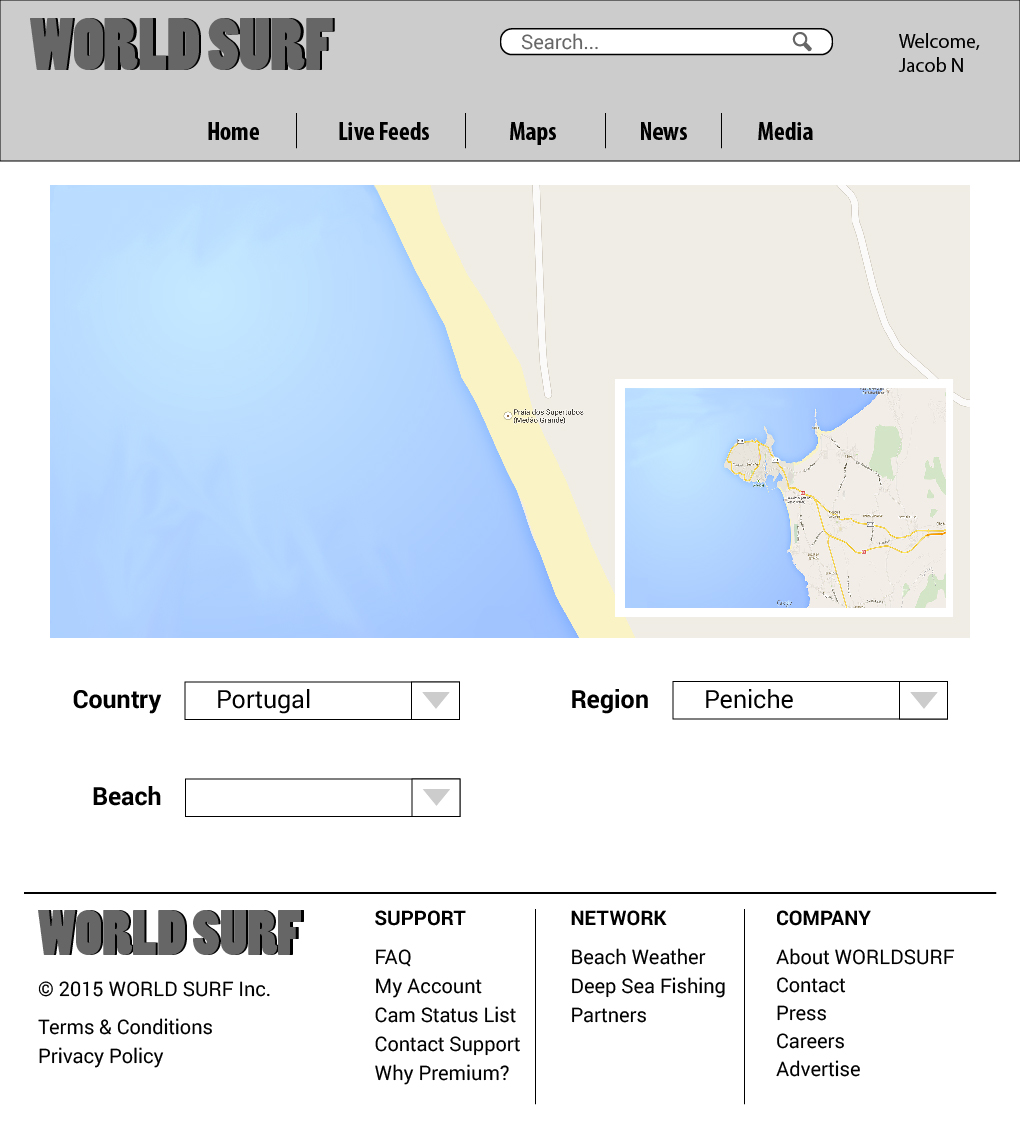 WORLD SURF
Search...
Welcome,
Jacob N
Home
Live Feeds
Maps
News
Media
Praia dos Supertubos
(Medão Grande)
Country
Portugal
Region
Peniche
Beach
WORLD SURF
© 2015 WORLD SURF Inc.
Terms & Conditions
Privacy Policy
SUPPORT
FAQ
My Account
Cam Status List
Contact Support
Why Premium?
NETWORK
Beach Weather
Deep Sea Fishing
Partners
COMPANY
About WORLDSURF
Contact
Press
Careers
Advertise